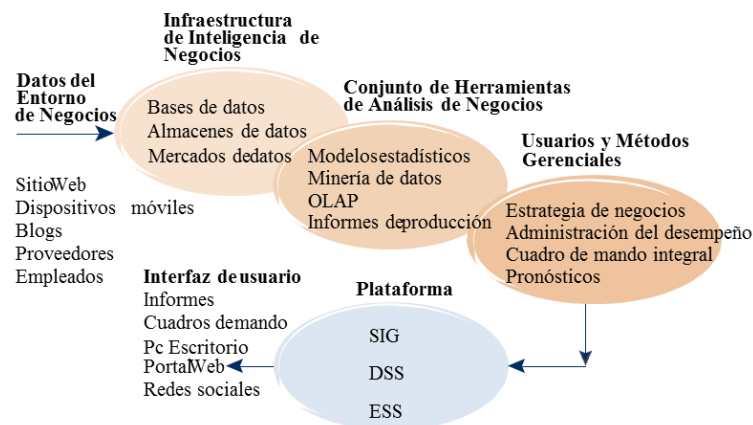 Infraestructura
de Inteligencia de
Negocios
Datos del
Entorno
de Negocios
Bases de datos
Almacenes de datos
Mercados dedatos
Conjunto de Herramientas
de Análisis de Negocios
Modelosestadísticos
Minería de datos
OLAP
Informes deproducción
Usuarios y Métodos
Gerenciales
Estrategia de negocios
Administración del desempeño
Cuadro de mando integral
Pronósticos
SitioWeb
Dispositivos móviles
Blogs
Proveedores
Empleados
Interfaz deusuario
Informes
Cuadros demando
Pc Escritorio
PortalWeb
Redes sociales
Plataforma
SIG
DSS
ESS